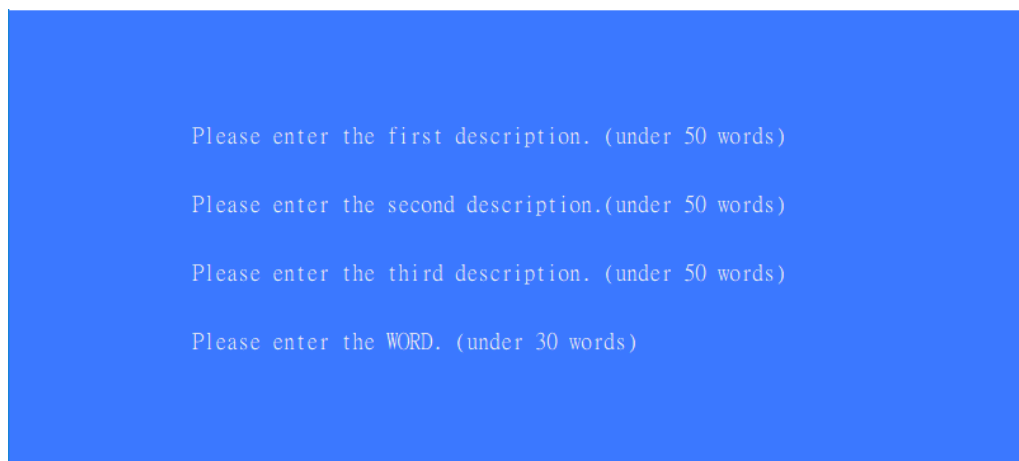 Please enter the first description. (under 50 words)
Please enter the second description.(under 50 words)
Please enter the third description. (under 50 words)
Please enter the WORD. (under 30 words)